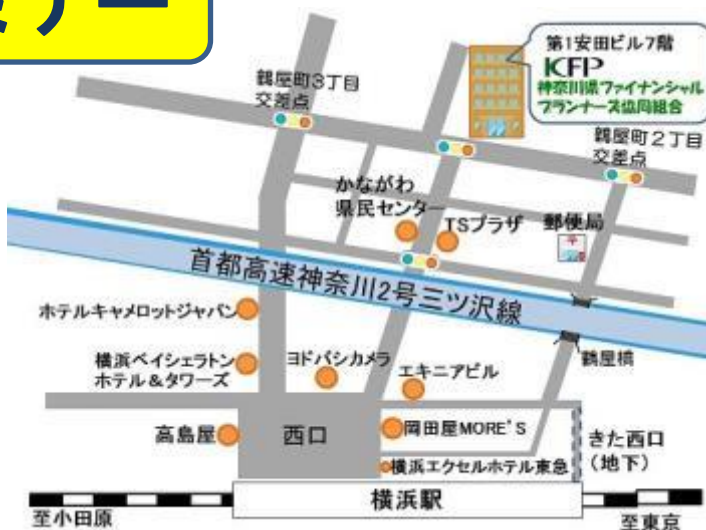 ミナー
第1安田ビル7階
KFP
神奈川県ファイナンシャル
プランナーズ協同組合
鶴屋町3丁目
交差点
鶴屋町2丁目
交差点
かながわ
県民センター
TSプラザ
郵便局
首都高速神奈川2号三ツ沢線
ホテルキャメロットジャパン
鶴屋橋
横浜ベイシェラトン
ホテル&タワーズ
ヨドバシカメラ
エキニアビル
高島屋
西口
岡田屋MORE'S
きた西口
(地下)
横浜エクセルホテル東急
横浜駅
至小田原
至東京